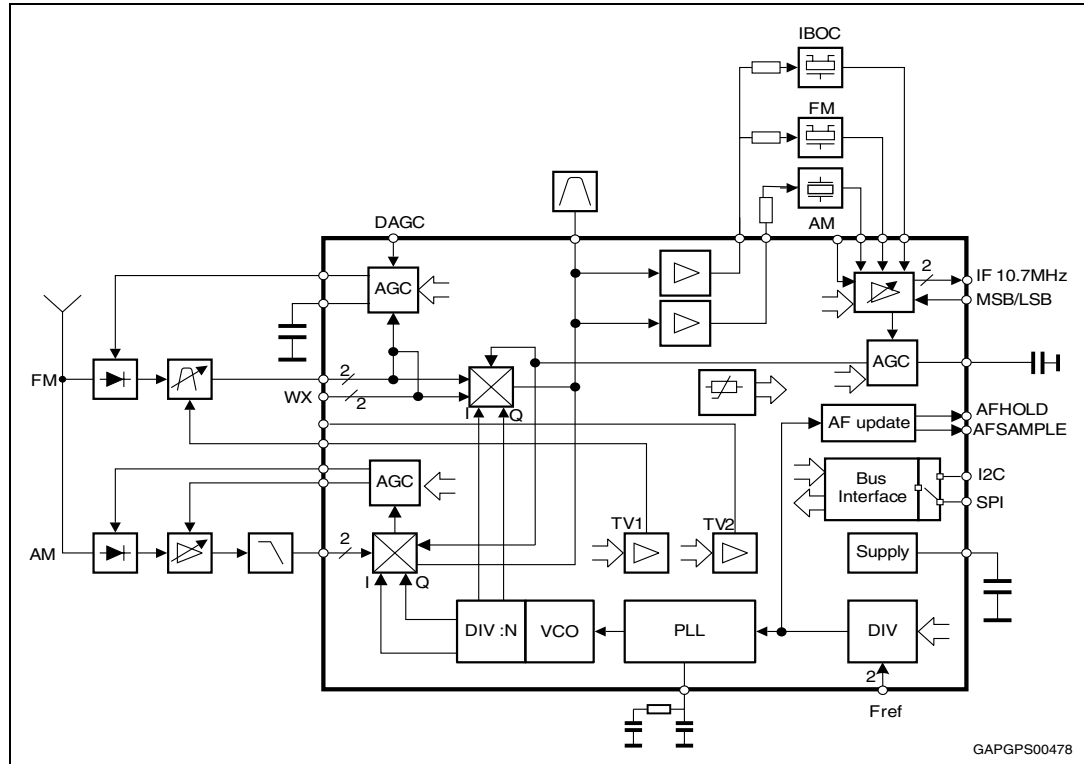 IBOC
FM
AM
DAGC
AGC
2
IF 10.7MHz
MSB/LSB
AGC
FM
2
WX
2
I
Q
AF update
AFHOLD
AFSAMPLE
AGC
Bus
Interface
I2C
SPI
TV1
TV2
AM
2
I
Q
Supply
DIV :N
VCO
PLL
DIV
2
Fref
GAPGPS00478